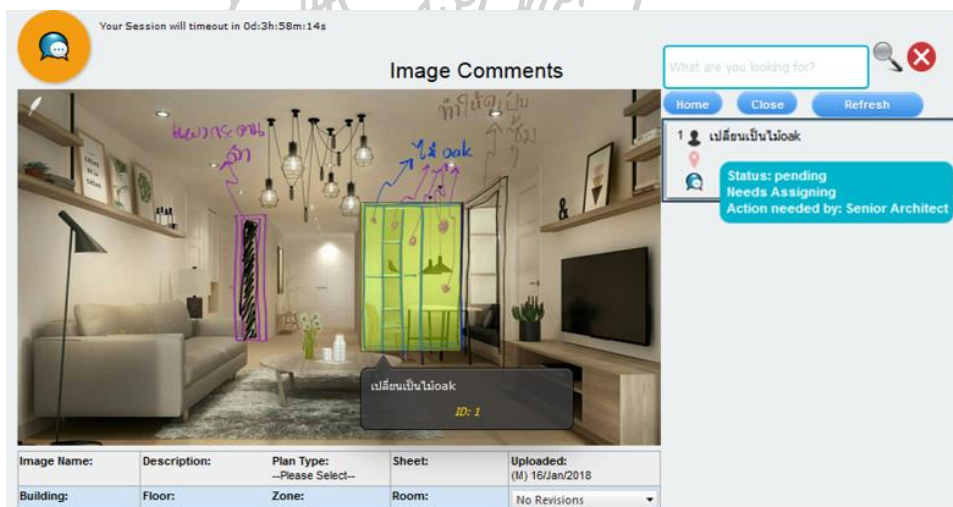 Your Session will timeout in 0d:3h:58m:14s
Image Comments
What are you looking for?
Home
Close
Refresh
1 เปลี่ยนเป็นไม้oak
Status: pending
Needs Assigning
Action needed by: Senior Architect
ไม้ oak
&
เปลี่ยนเป็นไม้oak
ID: 1
Image Name:
Description:
Plan Type:
--Please Select--
Sheet:
Uploaded:
(M) 16/Jan/2018
Building:
Floor:
Zone:
Room:
No Revisions